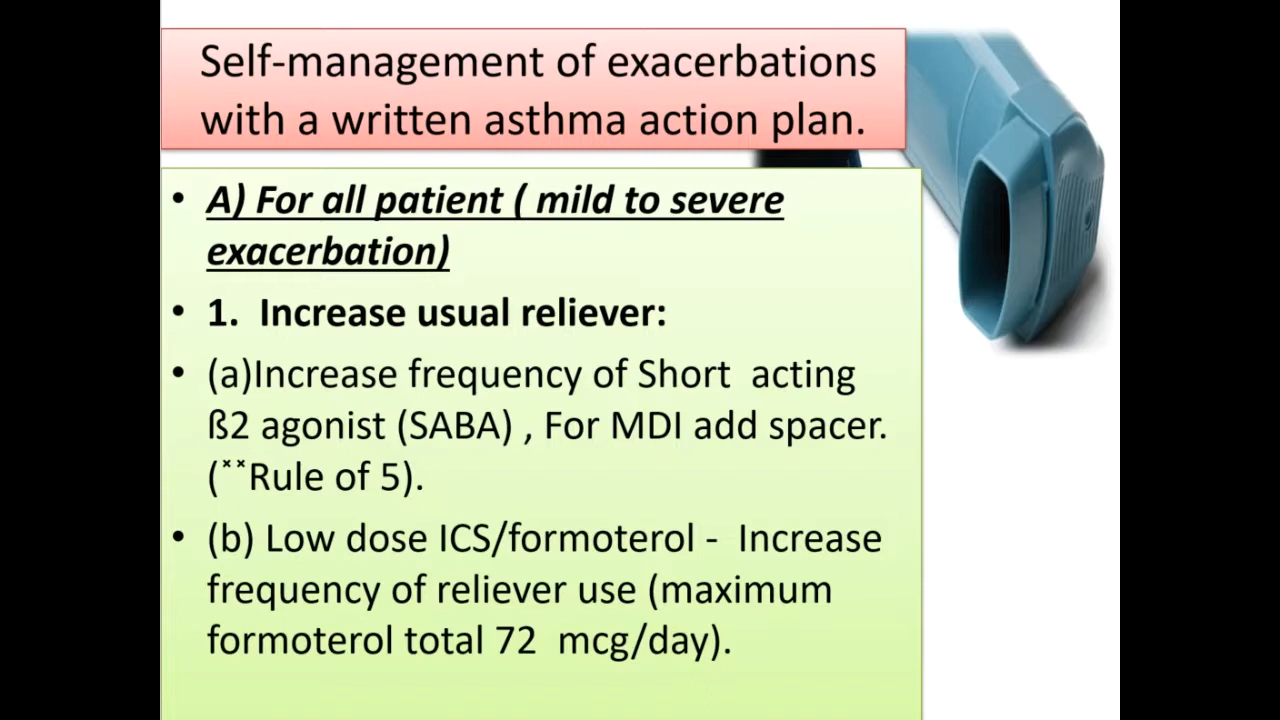 Self-management of exacerbations
with a written asthma action plan.
• A) For all patient ( mild to severe
exacerbation)
• 1. Increase usual reliever:
• (a)Increase frequency of Short acting
ß2 agonist (SABA) , For MDI add spacer.
(ˣˣRule of 5).
• (b) Low dose ICS/formoterol - Increase
frequency of reliever use (maximum
formoterol total 72 mcg/day).